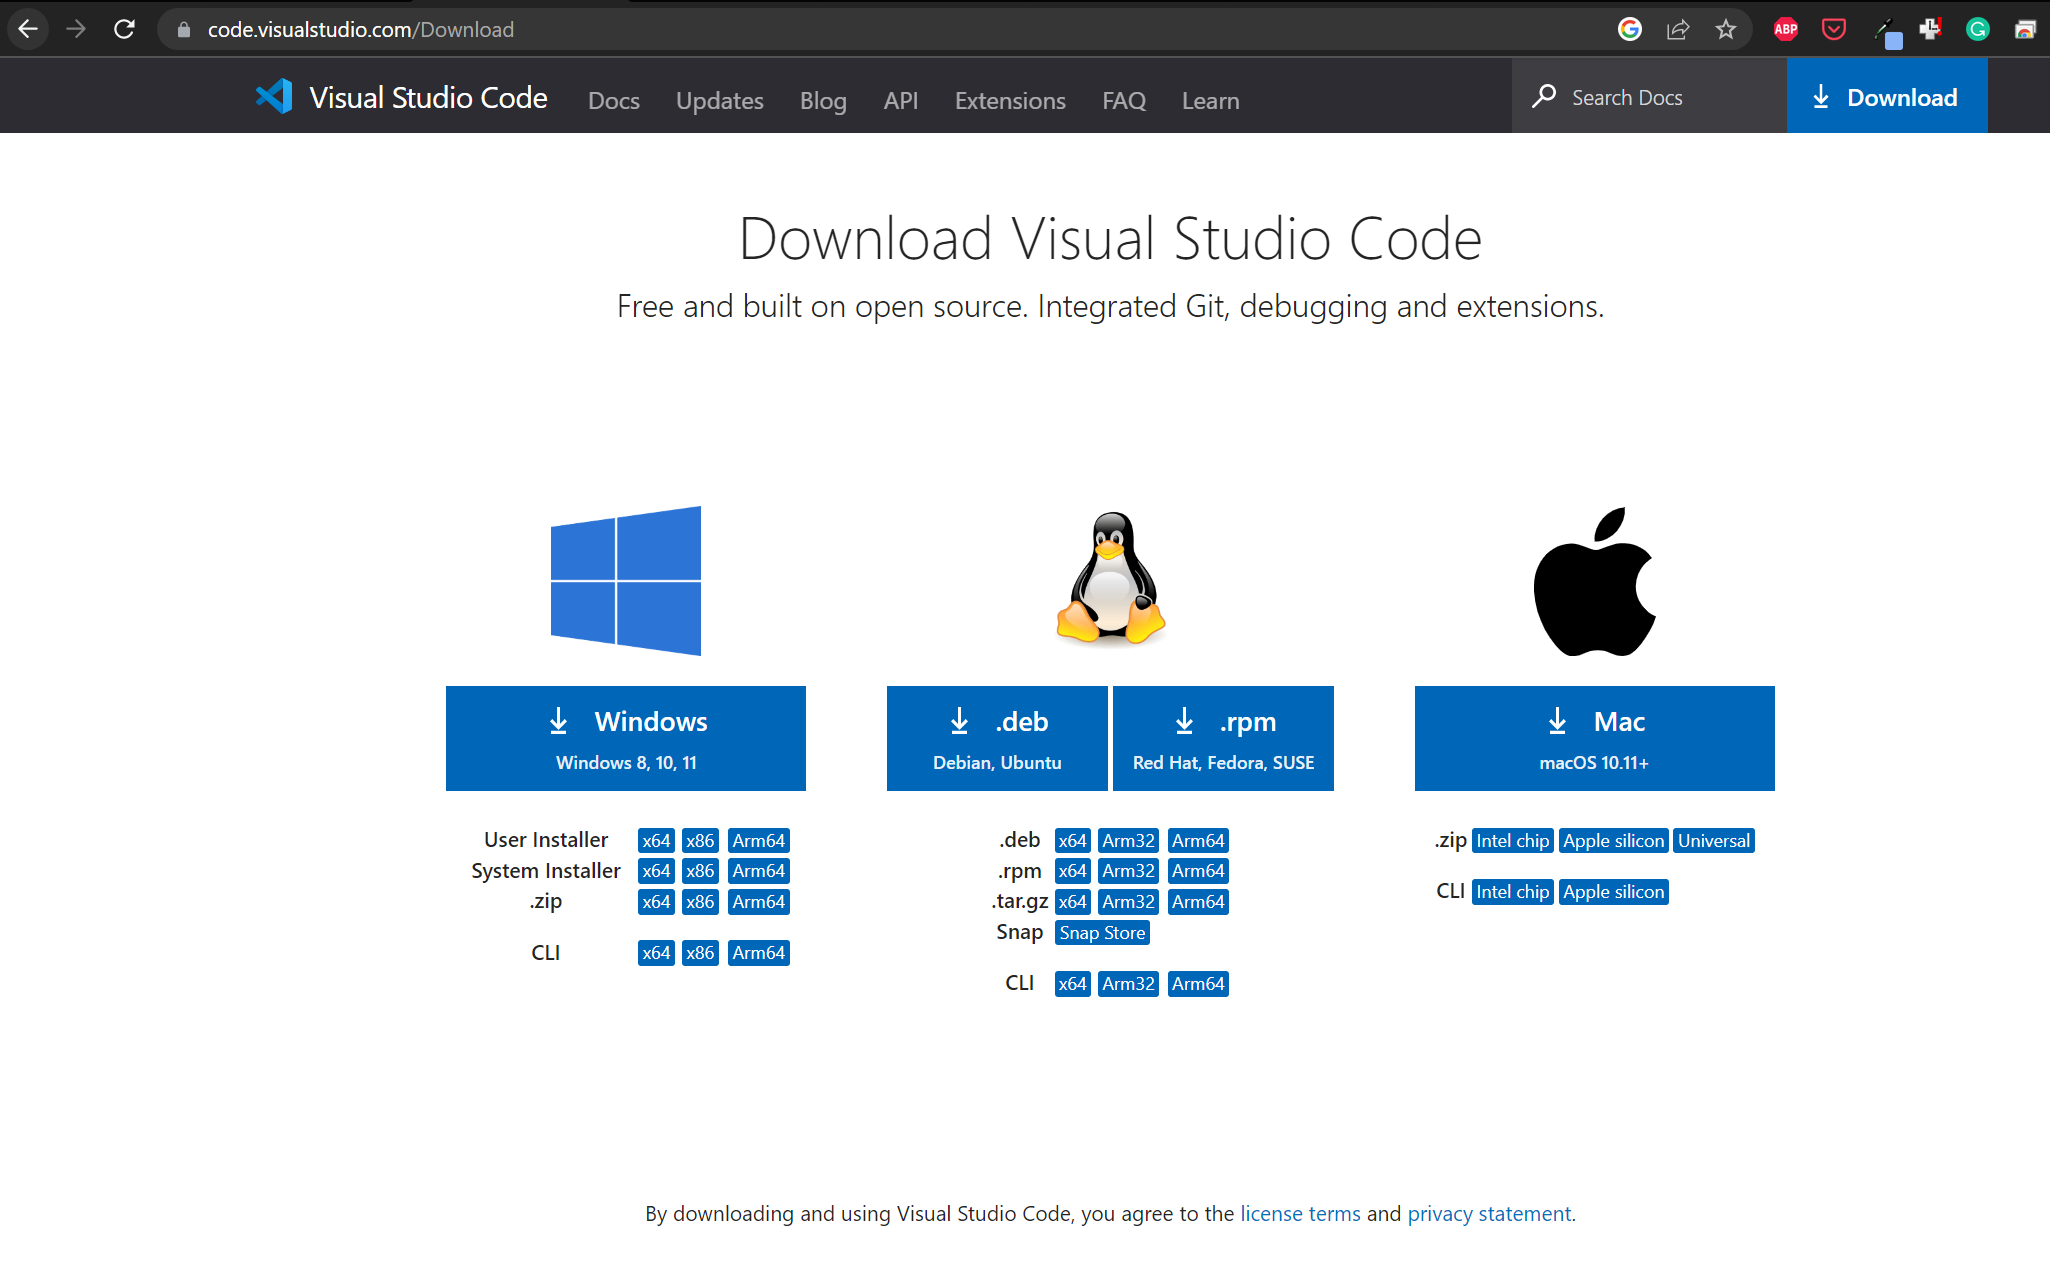 code.visualstudio.com/Download
ABP
Visual Studio Code Docs Updates Blog API Extensions FAQ Learn Search Docs Download
Download Visual Studio Code
Free and built on open source. Integrated Git, debugging and extensions.
Windows
Windows 8, 10, 11
.deb
Debian, Ubuntu
.rpm
Red Hat, Fedora, SUSE
Mac
macOS 10.11+
User Installer x64 x86 Arm64
System Installer x64 x86 Arm64
.zip x64 x86 Arm64
CLI x64 x86 Arm64
.deb x64 Arm32 Arm64
.rpm x64 Arm32 Arm64
.tar.gz x64 Arm32 Arm64
Snap Snap Store
CLI x64 Arm32 Arm64
.zip Intel chip Apple silicon Universal
CLI Intel chip Apple silicon
By downloading and using Visual Studio Code, you agree to the license terms and privacy statement.